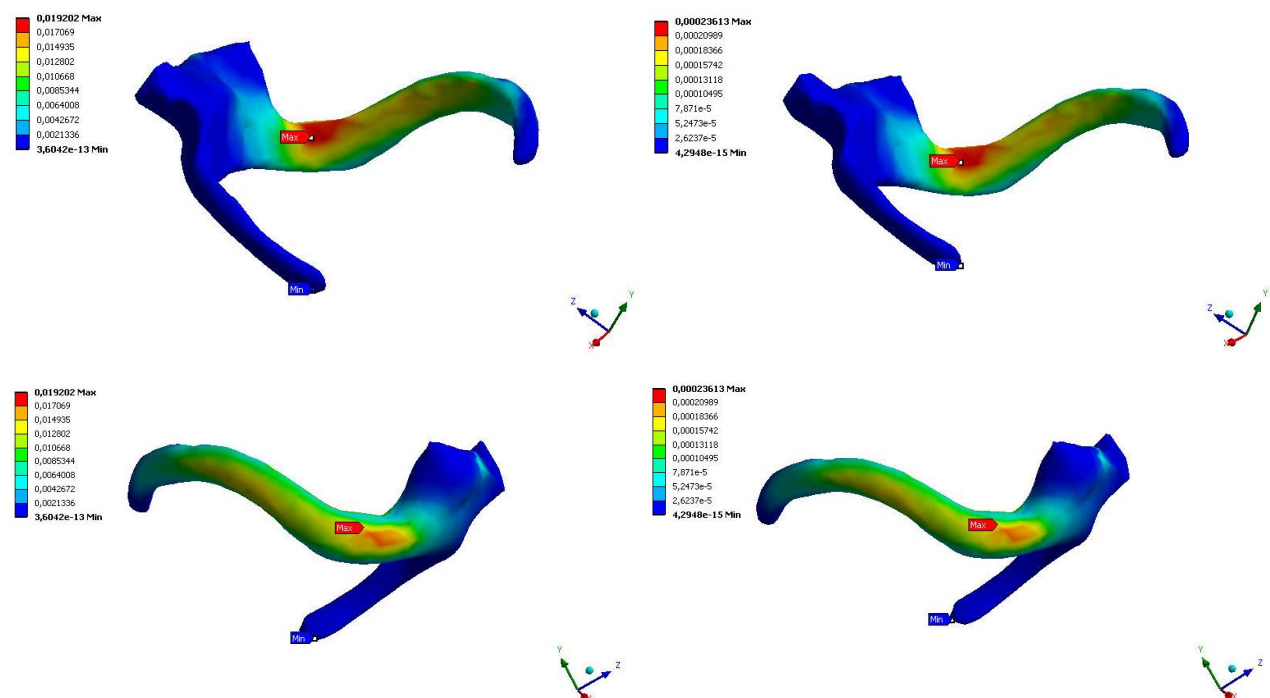 0,019202 Max
0,017069
0,014935
0,012802
0,010668
0,0085344
0,0064008
0,0042672
0,0021336
3,6042e-13 Min
Max
Min
Z
Y
X
0,00023613 Max
0,00020989
0,00018366
0,00015742
0,00013118
0,00010495
7,871e-5
5,2473e-5
2,6237e-5
4,2948e-15 Min
Max
Min
Z
Y
X
0,019202 Max
0,017069
0,014935
0,012802
0,010668
0,0085344
0,0064008
0,0042672
0,0021336
3,6042e-13 Min
Max
Min
Y
Z
0,00023613 Max
0,00020989
0,00018366
0,00015742
0,00013118
0,00010495
7,871e-5
5,2473e-5
2,6237e-5
4,2948e-15 Min
Max
Min
Y
Z